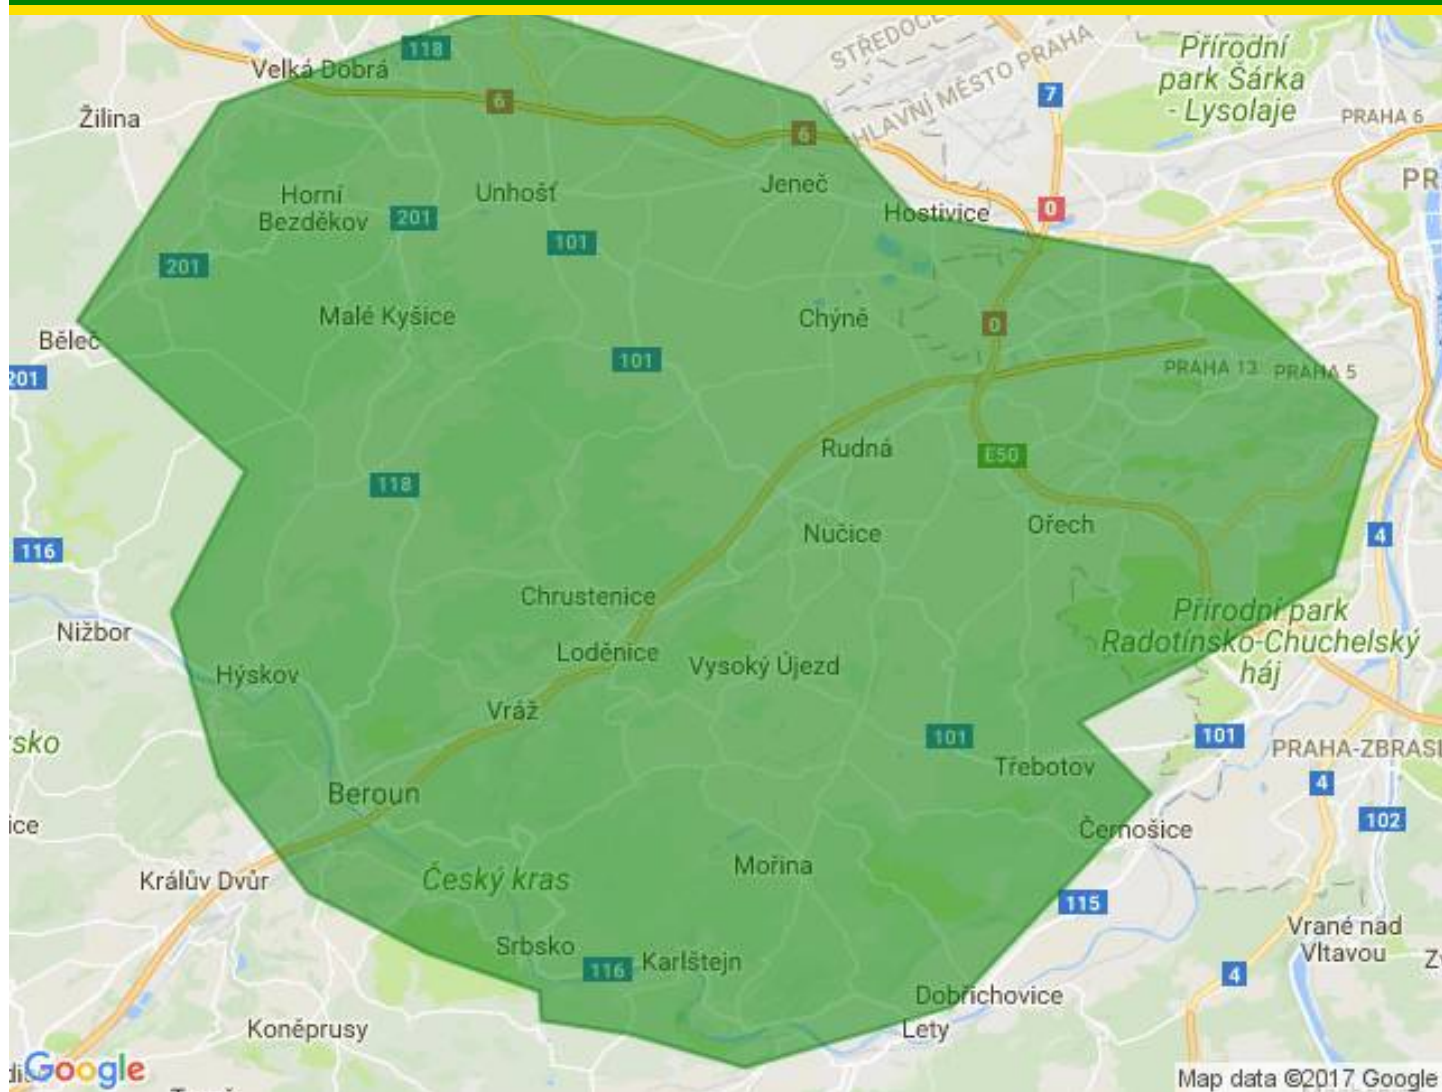 STŘEDOČE
HLAVNÍ MĚSTO PRAHA
118
Velká Dobrá
Přírodní
park Šárka
- Lysolaje
7
6
6
Žilina
PRAHA 6
PR
Horní
Bezděkov
Unhošť
Jeneč
201
Hostivice
0
101
201
Malé Kyšice
Chýně
0
Běleč
101
PRAHA 13
PRAHA 5
201
Rudná
E50
118
Nučice
Ořech
4
116
Chrustenice
Přírodní park
Radotínsko-Chuchelský
háj
Nižbor
Loděnice
Vysoký Újezd
Hýskov
Vráž
101
101
sko
PRAHA-ZBRASL
Třebotov
4
Beroun
ice
102
Černošice
Mořina
Králův Dvůr
Český kras
115
Vrané nad
Vltavou
Srbsko
116
Karlštejn
4
Dobřichovice
Koněprusy
Lety
Google
Map data ©2017 Google